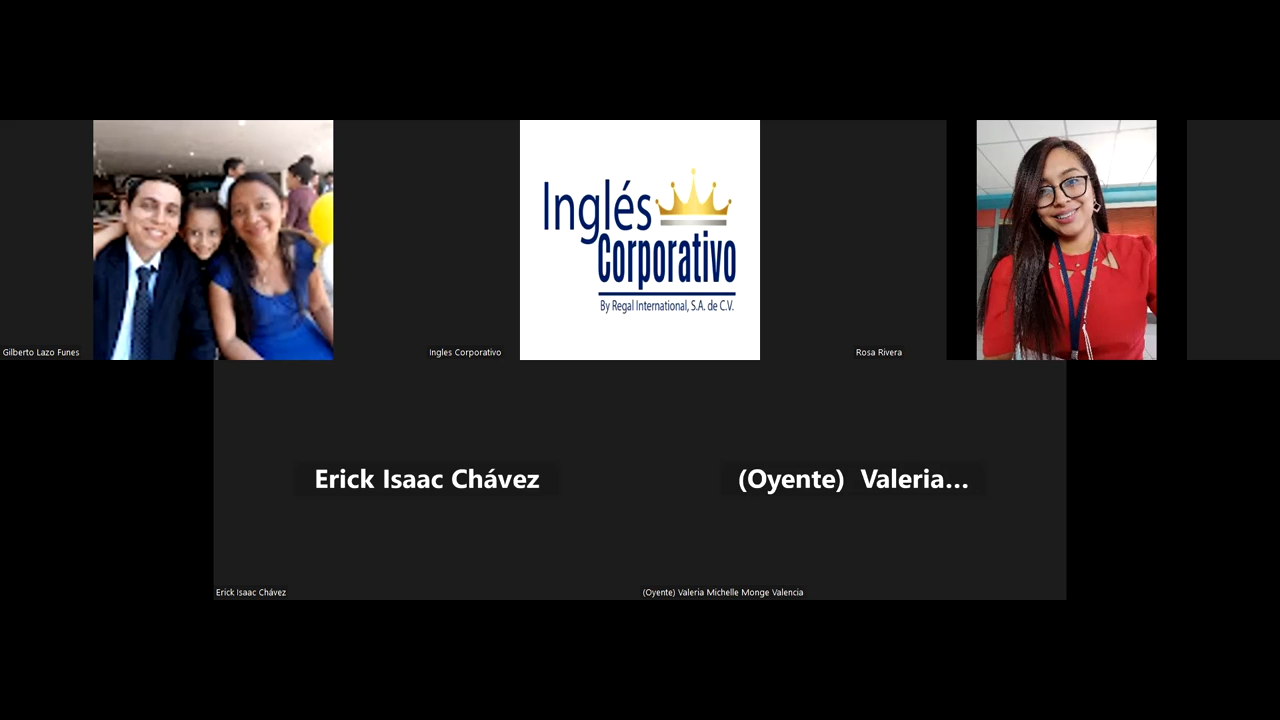 Inglés
Corporativo
By Regal International, S.A. de C.V.
Gilberto Lazo Funes
Ingles Corporativo
Rosa Rivera
Erick Isaac Chávez
(Oyente) Valeria...
Erick Isaac Chávez
(Oyente) Valeria Michelle Monge Valencia